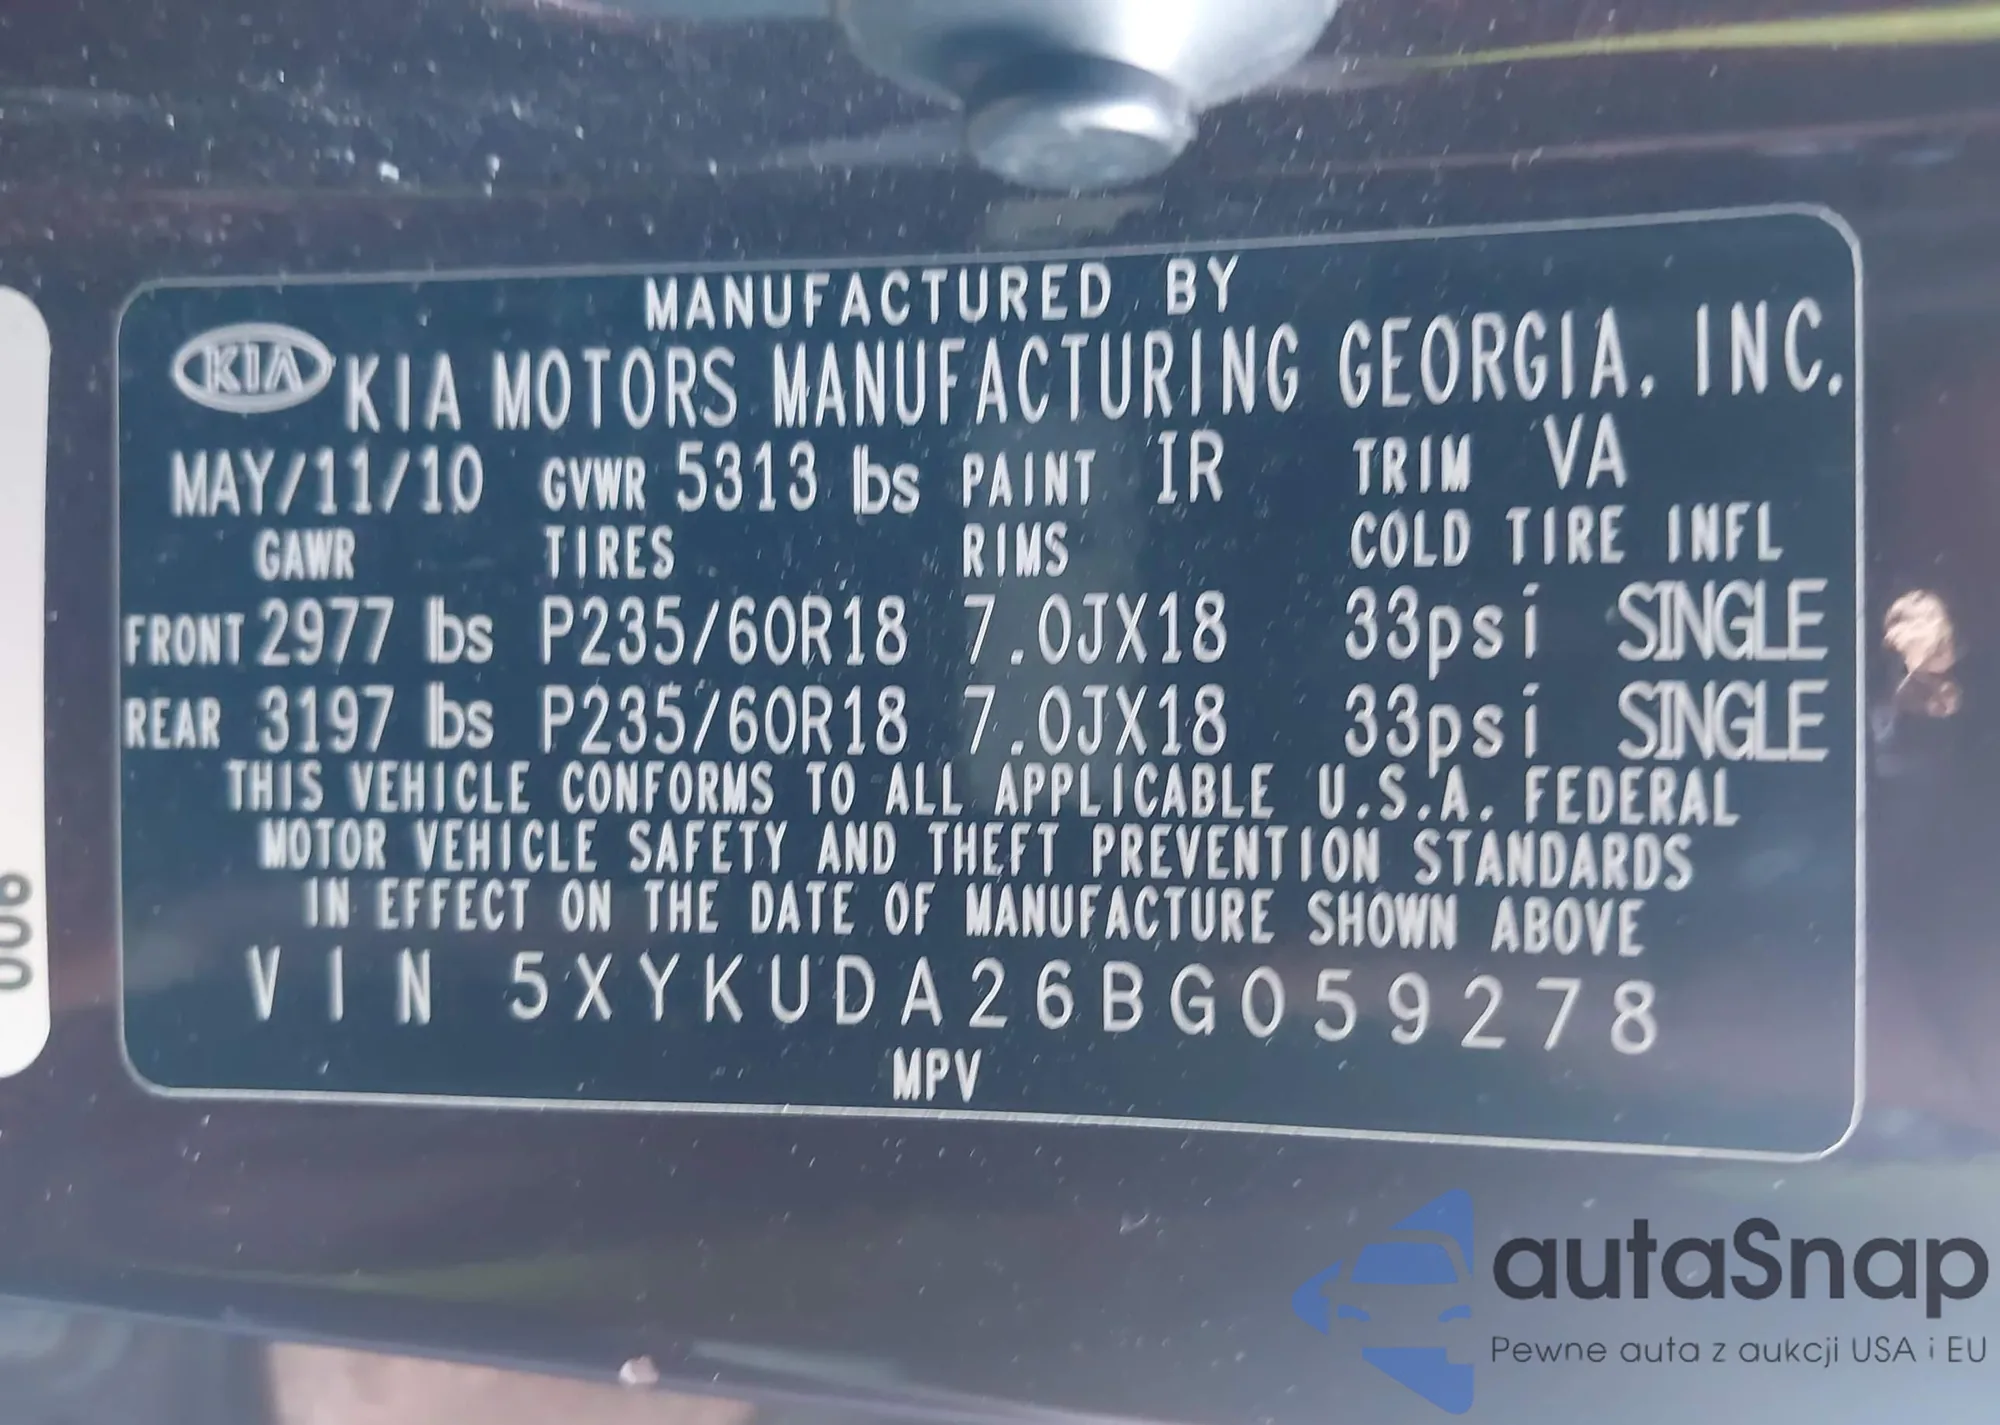 MANUFACTURED BY
KIA KIA MOTORS MANUFACTURING GEORGIA, INC.
MAY/11/10 GVWR 5313 lbs PAINT IR TRIM VA
GAWR TIRES RIMS COLD TIRE INFL
FRONT 2977 lbs P235/60R18 7.0JX18 33psi SINGLE
REAR 3197 lbs P235/60R18 7.0JX18 33psi SINGLE
THIS VEHICLE CONFORMS TO ALL APPLICABLE U.S.A. FEDERAL
MOTOR VEHICLE SAFETY AND THEFT PREVENTION STANDARDS
IN EFFECT ON THE DATE OF MANUFACTURE SHOWN ABOVE
VIN 5XYKUDA26BG059278
MPV
autaSnap
Pewne auta z aukcji USA i EU